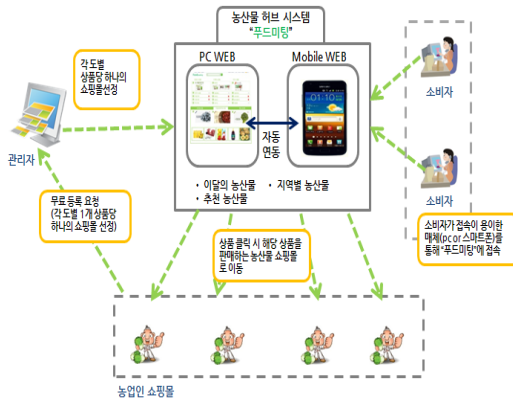 농산물 허브 시스템
“푸드미팅”
PC WEB
Mobile WEB
자동
연동
• 이달의 농산물 • 지역별 농산물
• 추천 농산물
각 도별
상품당 하나의
쇼핑몰선정
관리자
무료 등록 요청
(각 도별 1개 상품당
하나의 쇼핑몰 선정)
상품 클릭 시 해당 상품을
판매하는 농산물 쇼핑몰
로 이동
소비자
소비자
소비자가 접속이 용이한
매체(pc or 스마트폰)를
통해 “푸드미팅”에 접속
농업인 쇼핑몰